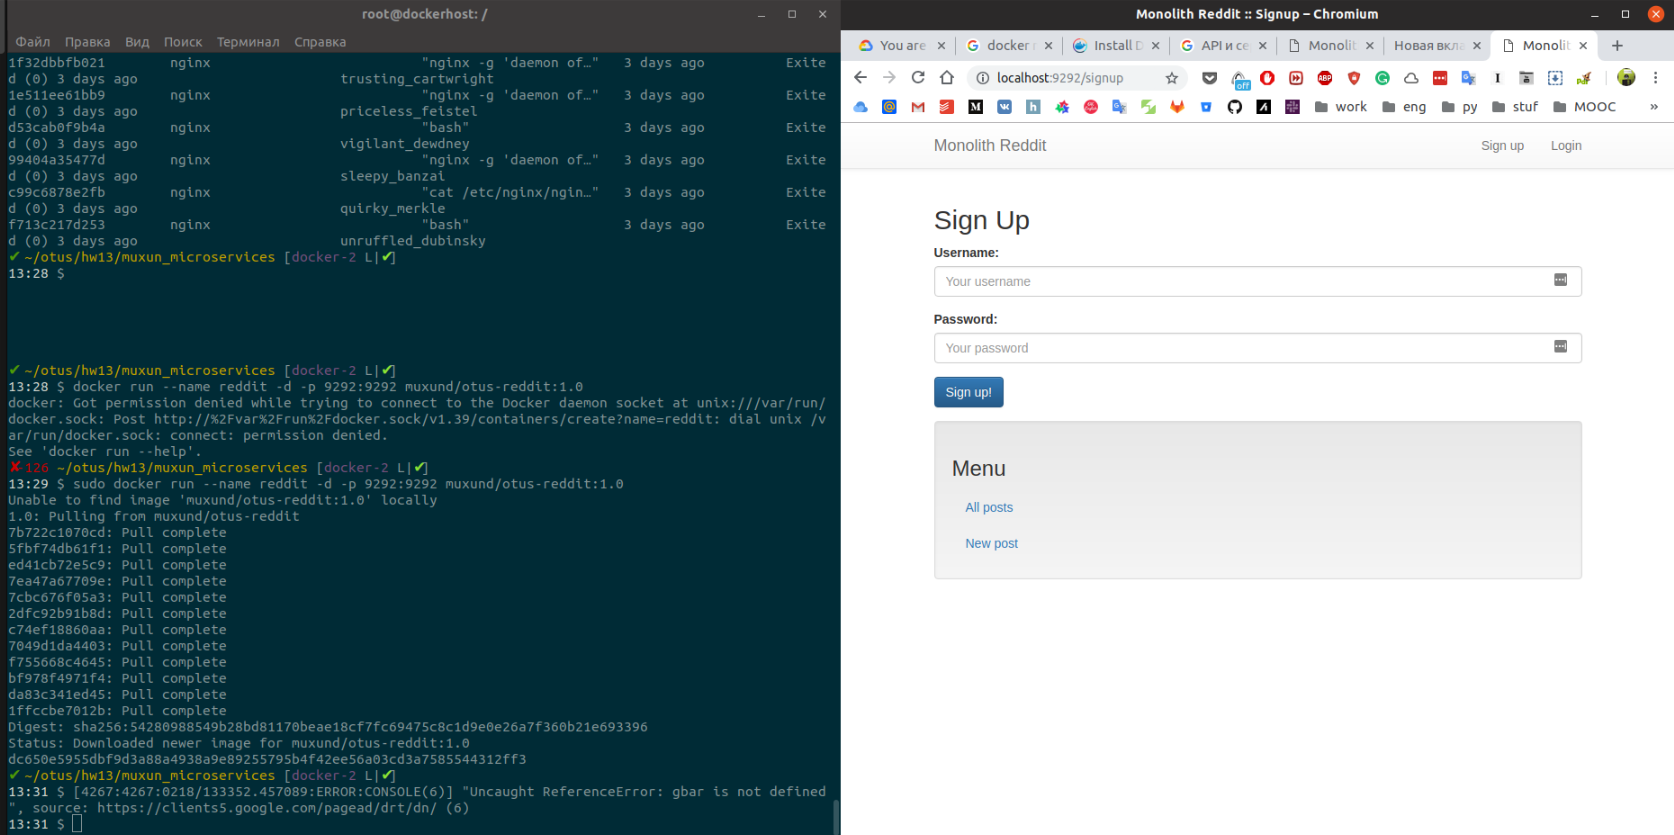 root@dockerhost: /
Файл Правка Вид Поиск Терминал Справка
1f32dbbfb021 nginx "nginx -g 'daemon of…" 3 days ago Exite
d (0) 3 days ago trusting_cartwright
1e511ee61bb9 nginx "nginx -g 'daemon of…" 3 days ago Exite
d (0) 3 days ago priceless_feistel
d53cab0f9b4a nginx "bash" 3 days ago Exite
d (0) 3 days ago vigilant_dewdney
99404a35477d nginx "nginx -g 'daemon of…" 3 days ago Exite
d (0) 3 days ago sleepy_banzai
c99c6878e2fb nginx "cat /etc/nginx/ngin…" 3 days ago Exite
d (0) 3 days ago quirky_merkle
f713c217d253 nginx "bash" 3 days ago Exite
d (0) 3 days ago unruffled_dubinsky
✔ ~/otus/hw13/muxun_microservices [docker-2 L|✔]
13:28 $
✔ ~/otus/hw13/muxun_microservices [docker-2 L|✔]
13:28 $ docker run --name reddit -d -p 9292:9292 muxund/otus-reddit:1.0
docker: Got permission denied while trying to connect to the Docker daemon socket at unix:///var/run/
docker.sock: Post http://%2Fvar%2Frun%2Fdocker.sock/v1.39/containers/create?name=reddit: dial unix /v
ar/run/docker.sock: connect: permission denied.
See 'docker run --help'.
✘-126 ~/otus/hw13/muxun_microservices [docker-2 L|✔]
13:29 $ sudo docker run --name reddit -d -p 9292:9292 muxund/otus-reddit:1.0
Unable to find image 'muxund/otus-reddit:1.0' locally
1.0: Pulling from muxund/otus-reddit
7b722c1070cd: Pull complete
5fbf74db61f1: Pull complete
ed41cb72e5c9: Pull complete
7ea47a67709e: Pull complete
7cbc676f05a3: Pull complete
2dfc92b91b8d: Pull complete
c74ef18860aa: Pull complete
7049d1da4403: Pull complete
f755668c4645: Pull complete
bf978f4971f4: Pull complete
da83c341ed45: Pull complete
1ffccbe7012b: Pull complete
Digest: sha256:54280988549b28bd81170beae18cf7fc69475c8c1d9e0e26a7f360b21e693396
Status: Downloaded newer image for muxund/otus-reddit:1.0
dc650e5955dbf9d3a88a4938a9e89255795b4f42ee56a03cd3a7585544312ff3
✔ ~/otus/hw13/muxun_microservices [docker-2 L|✔]
13:31 $ [4267:4267:0218/133352.457089:ERROR:CONSOLE(6)] "Uncaught ReferenceError: gbar is not defined
", source: https://clients5.google.com/pagead/drt/dn/ (6)
13:31 $
Monolith Reddit :: Signup – Chromium
You are docker r Install D API и се Monolit Новая вкла Monolit
localhost:9292/signup off ABP
work eng py stuf MOOC »
Monolith Reddit Sign up Login
Sign Up
Username:
Your username
Password:
Your password
Sign up!
Menu
All posts
New post